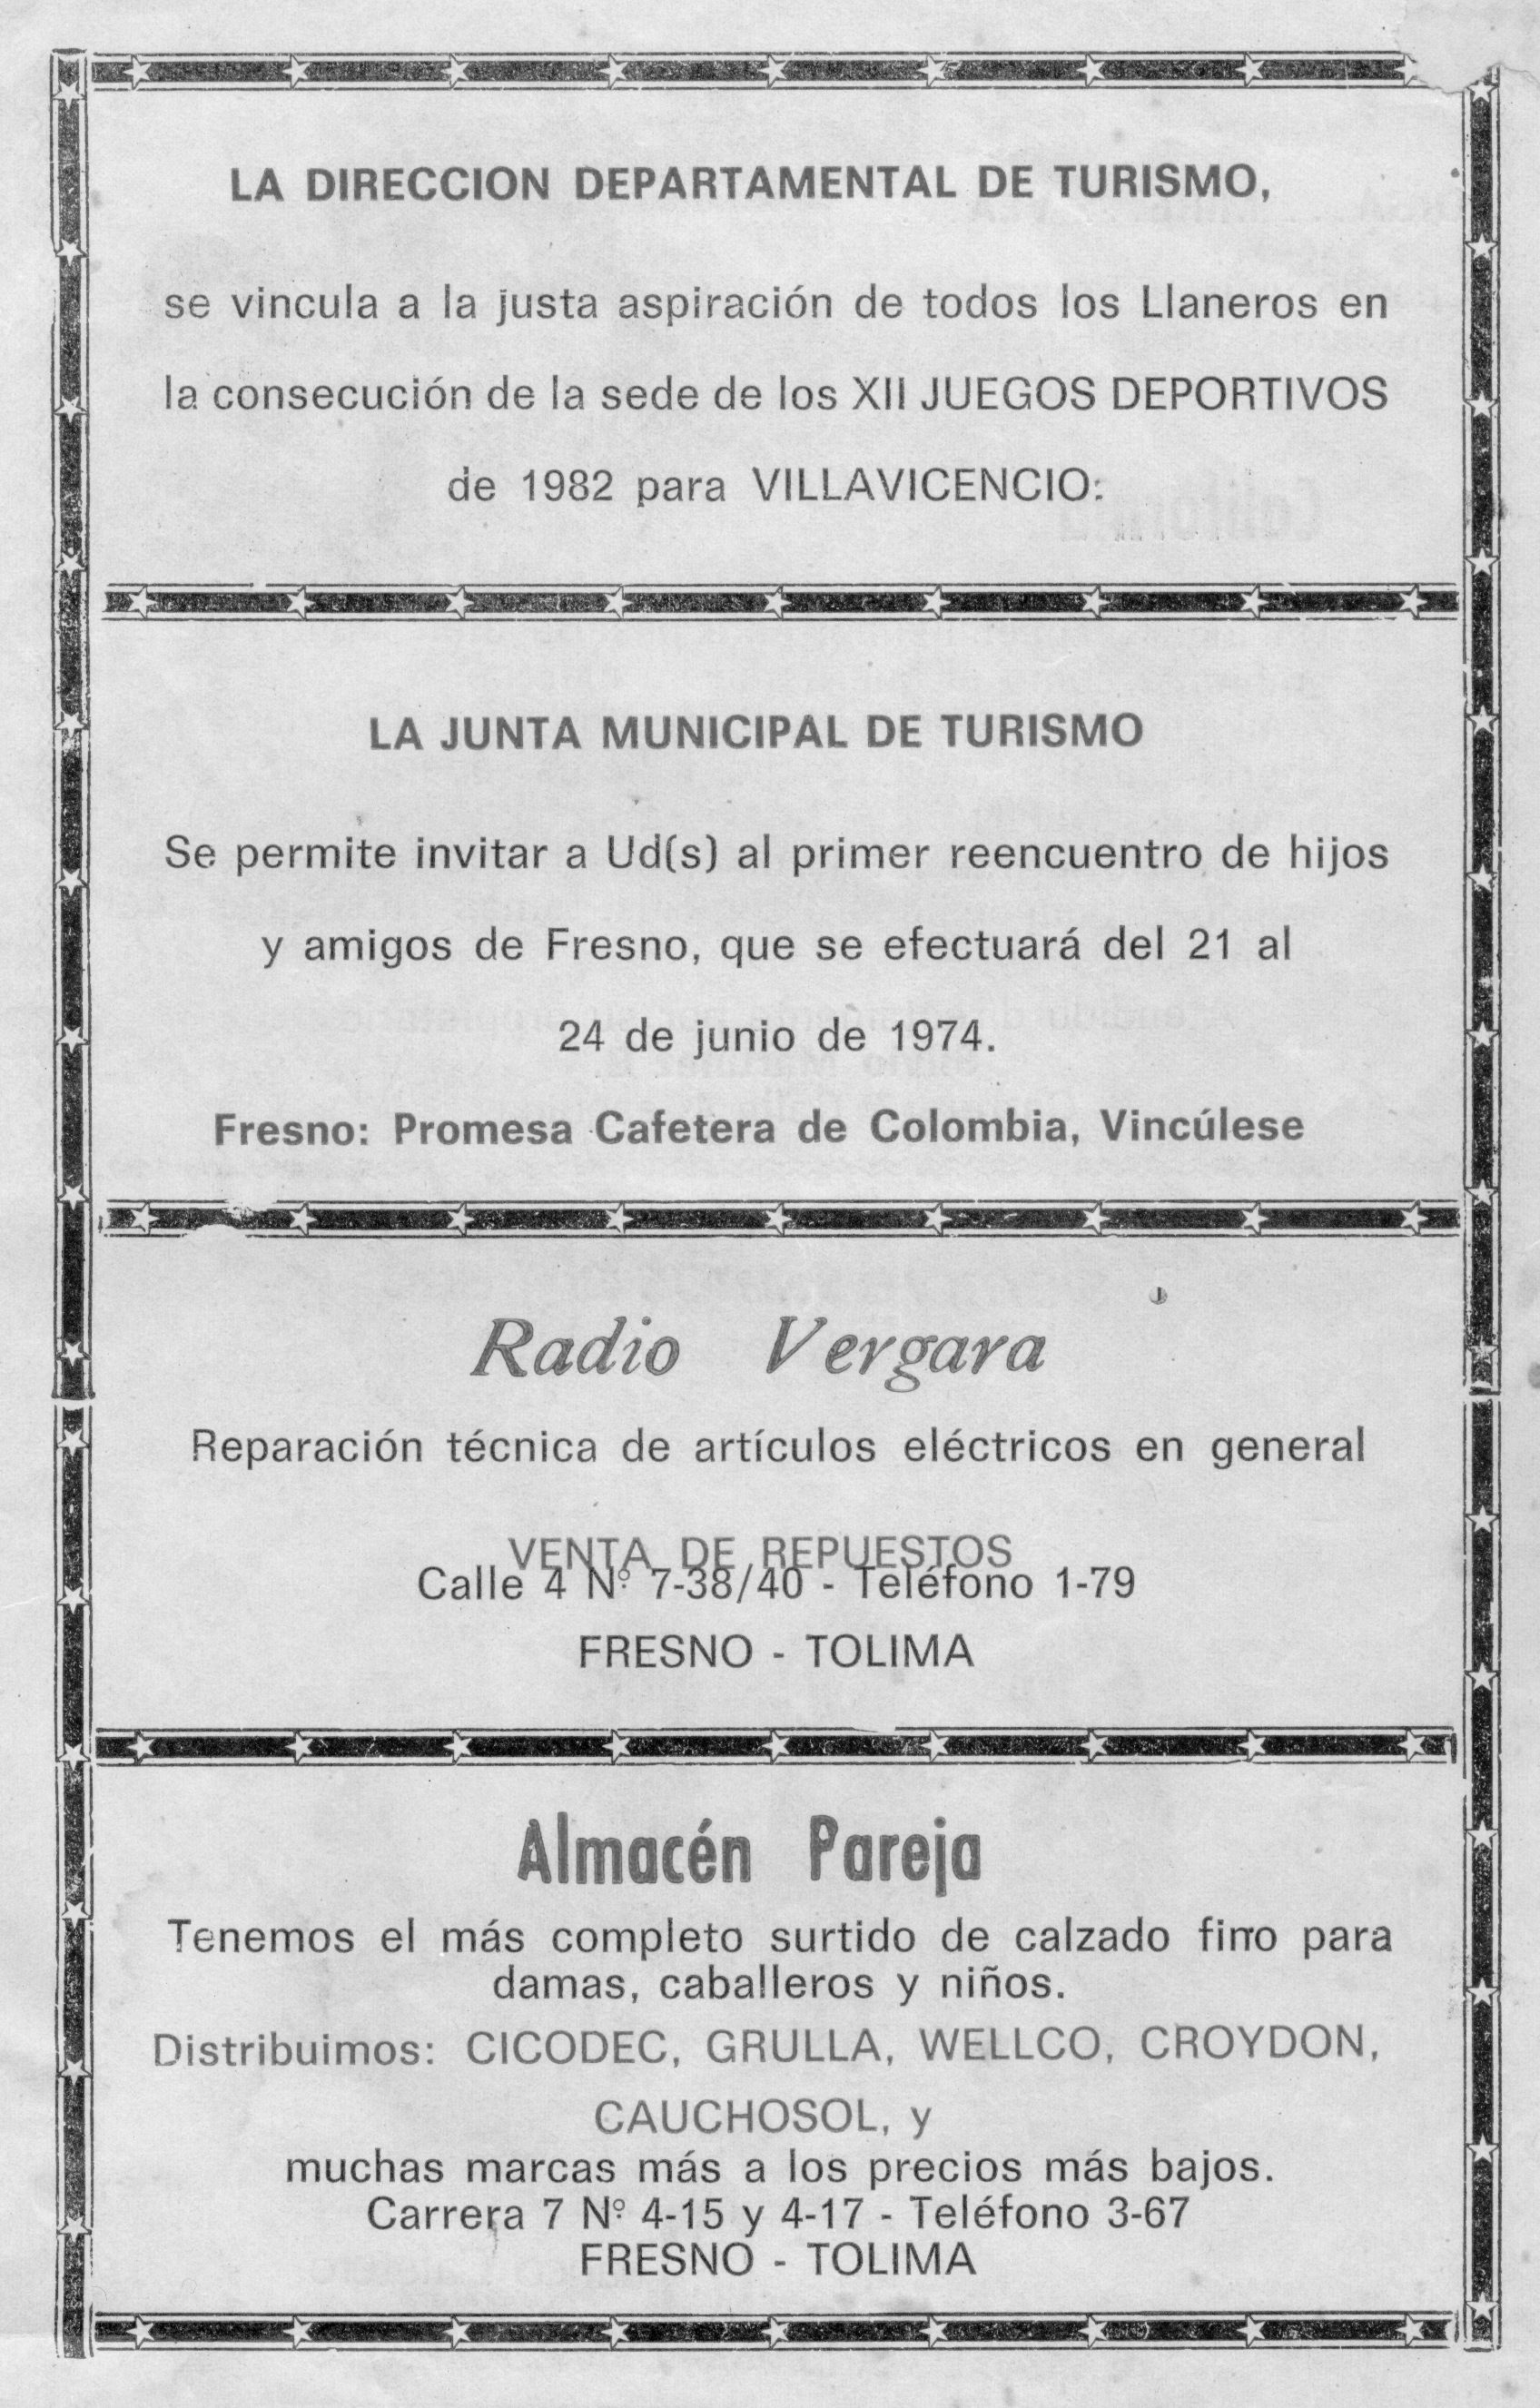 LA DIRECCION DEPARTAMENTAL DE TURISMO,
se vincula a la justa aspiración de todos los Llaneros en
la consecución de la sede de los XII JUEGOS DEPORTIVOS
de 1982 para VILLAVICENCIO:
LA JUNTA MUNICIPAL DE TURISMO
Se permite invitar a Ud(s) al primer reencuentro de hijos
y amigos de Fresno, que se efectuará del 21 al
24 de junio de 1974.
Fresno: Promesa Cafetera de Colombia, Vincúlese
Radio Vergara
Reparación técnica de artículos eléctricos en general
VENTA DE REPUESTOS
Calle 4 Nº 7-38/40 - Teléfono 1-79
FRESNO - TOLIMA
Almacén Pareja
Tenemos el más completo surtido de calzado fino para
damas, caballeros y niños.
Distribuimos: CICODEC, GRULLA, WELLCO, CROYDON,
CAUCHOSOL, y
muchas marcas más a los precios más bajos.
Carrera 7 Nº 4-15 y 4-17 - Teléfono 3-67
FRESNO - TOLIMA